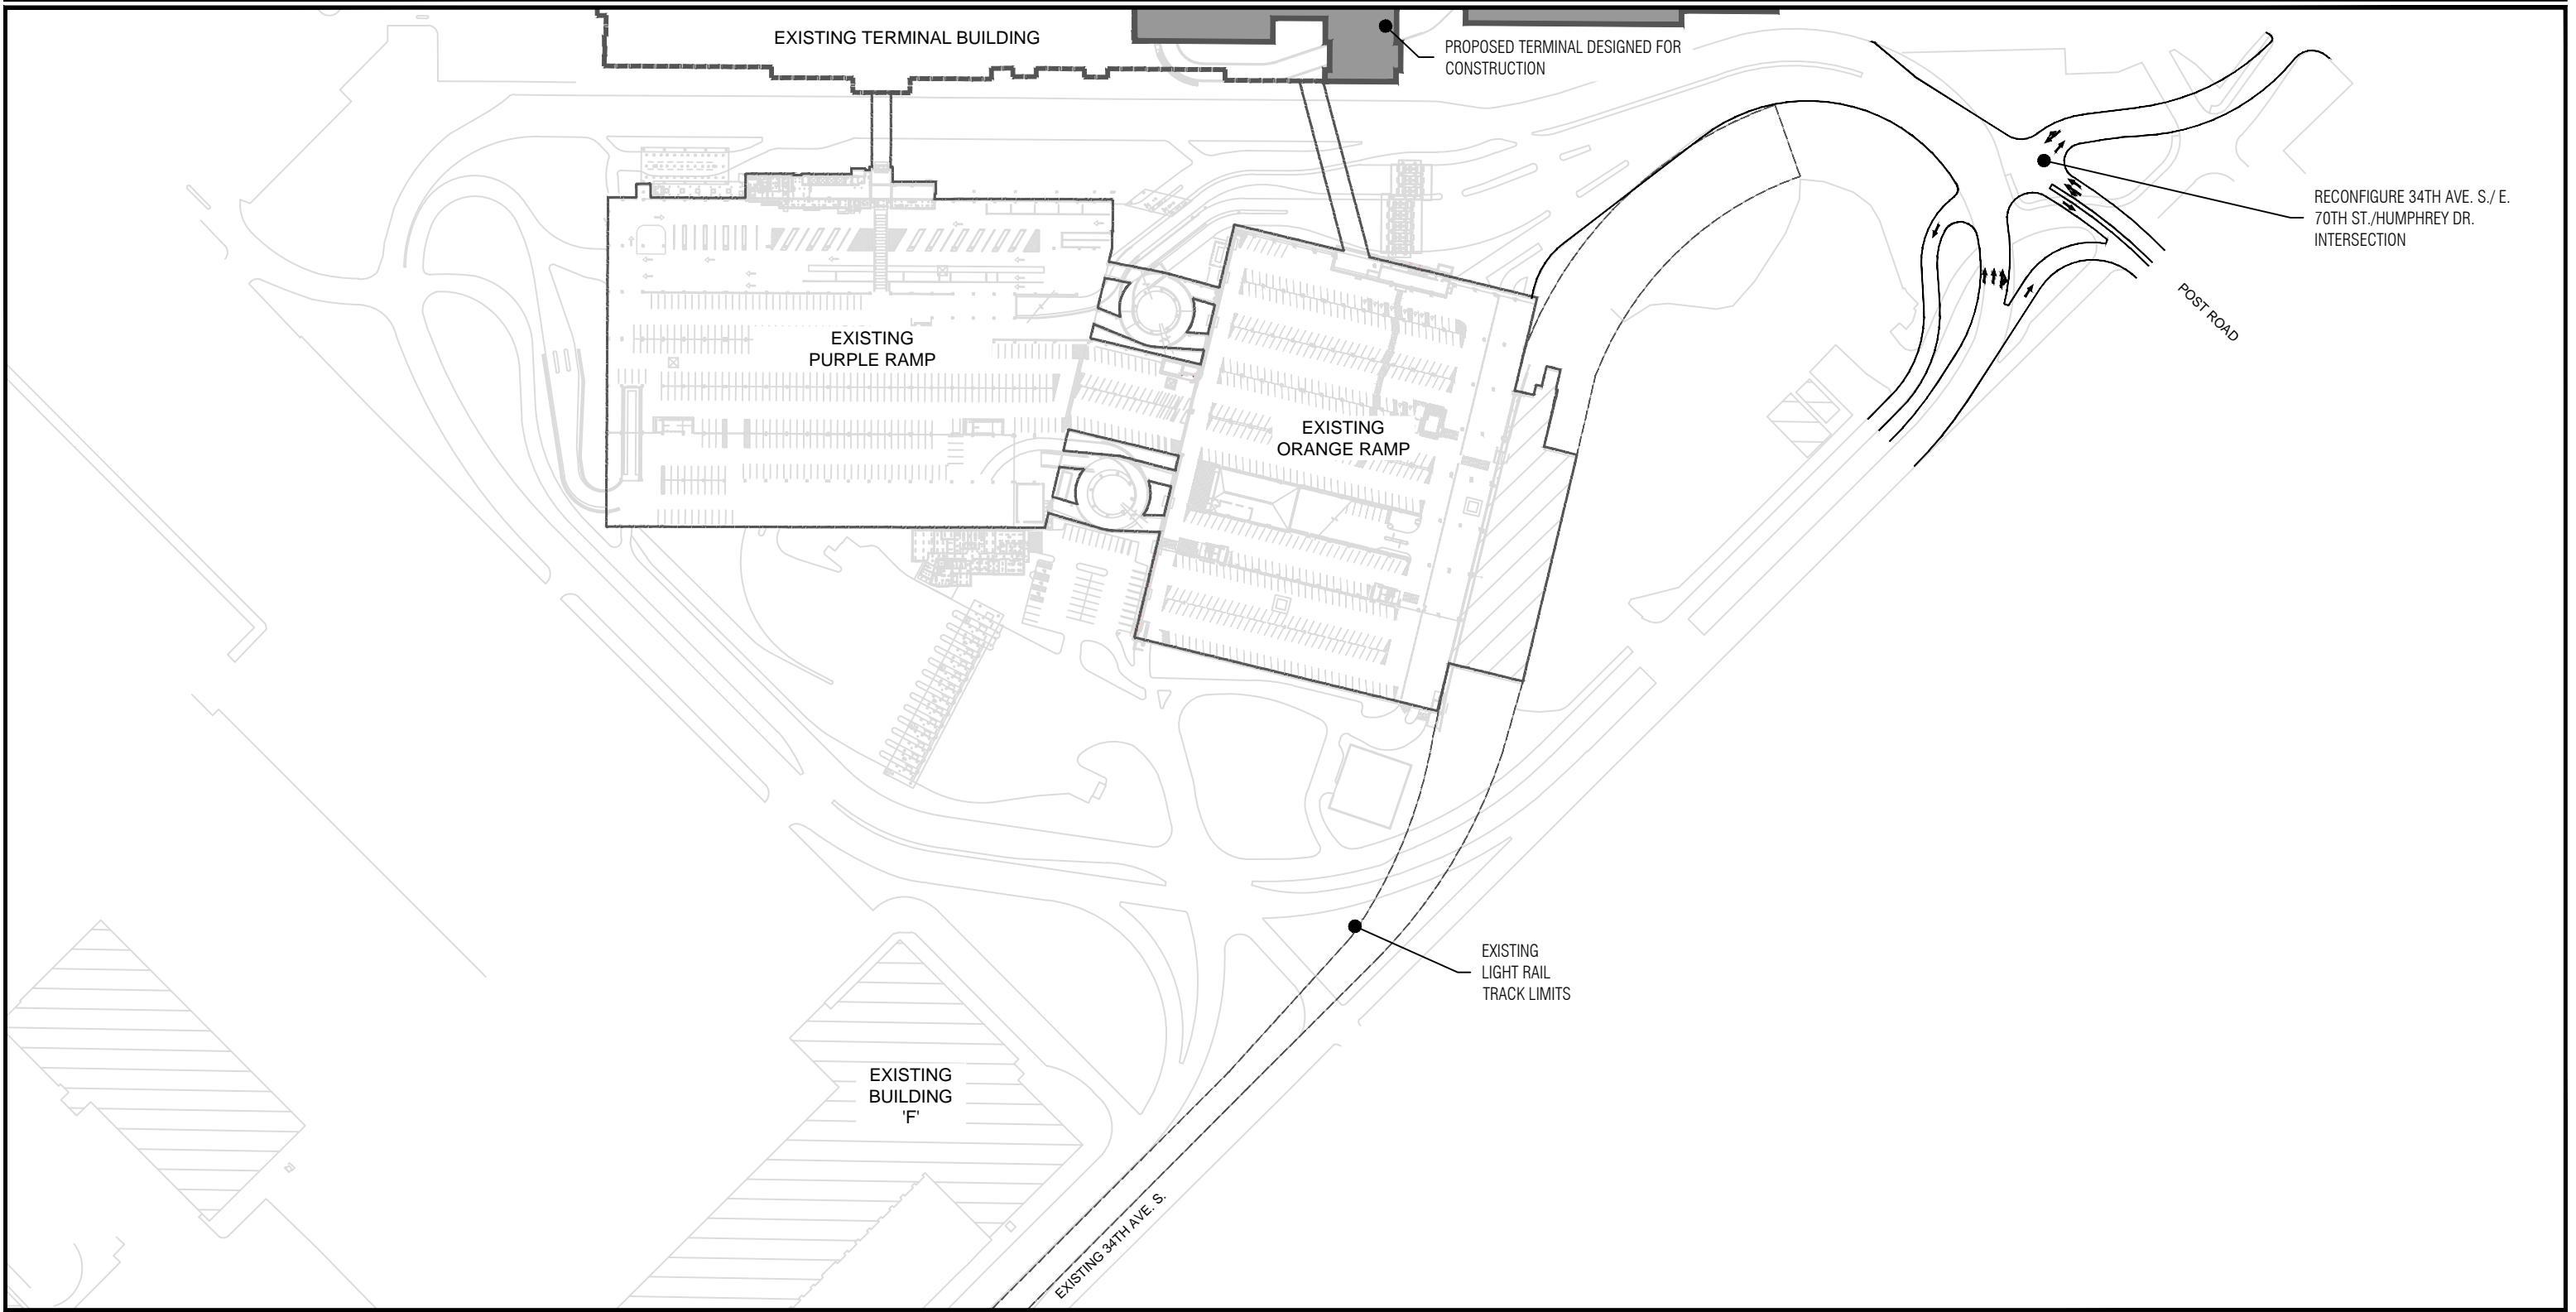 EXISTING TERMINAL BUILDING
PROPOSED TERMINAL DESIGNED FOR
CONSTRUCTION
RECONFIGURE 34TH AVE. S./ E.
70TH ST./HUMPHREY DR.
INTERSECTION
POST ROAD
EXISTING
PURPLE RAMP
EXISTING
ORANGE RAMP
EXISTING
LIGHT RAIL
TRACK LIMITS
EXISTING
BUILDING
'F'
EXISTING 34TH AVE. S.